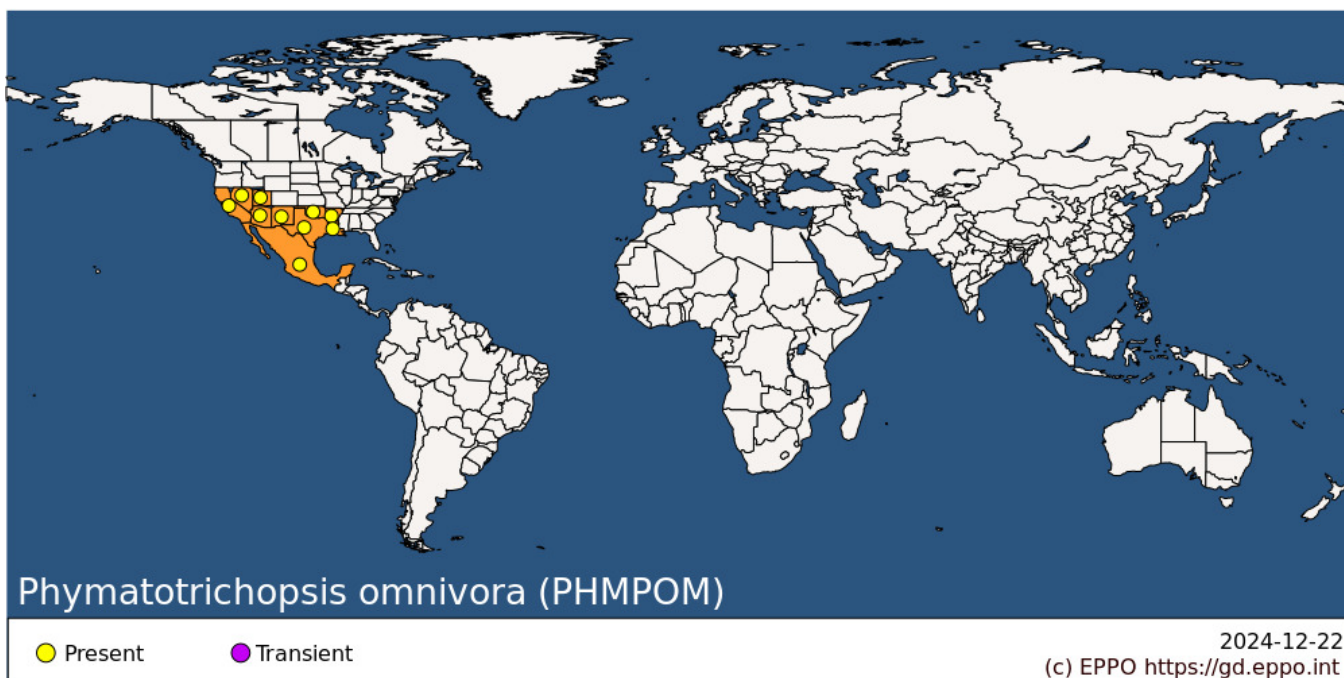 Phymatotrichopsis omnivora (PHMPOM)
Present
Transient
2024-12-22
(c) EPPO https://gd.eppo.int